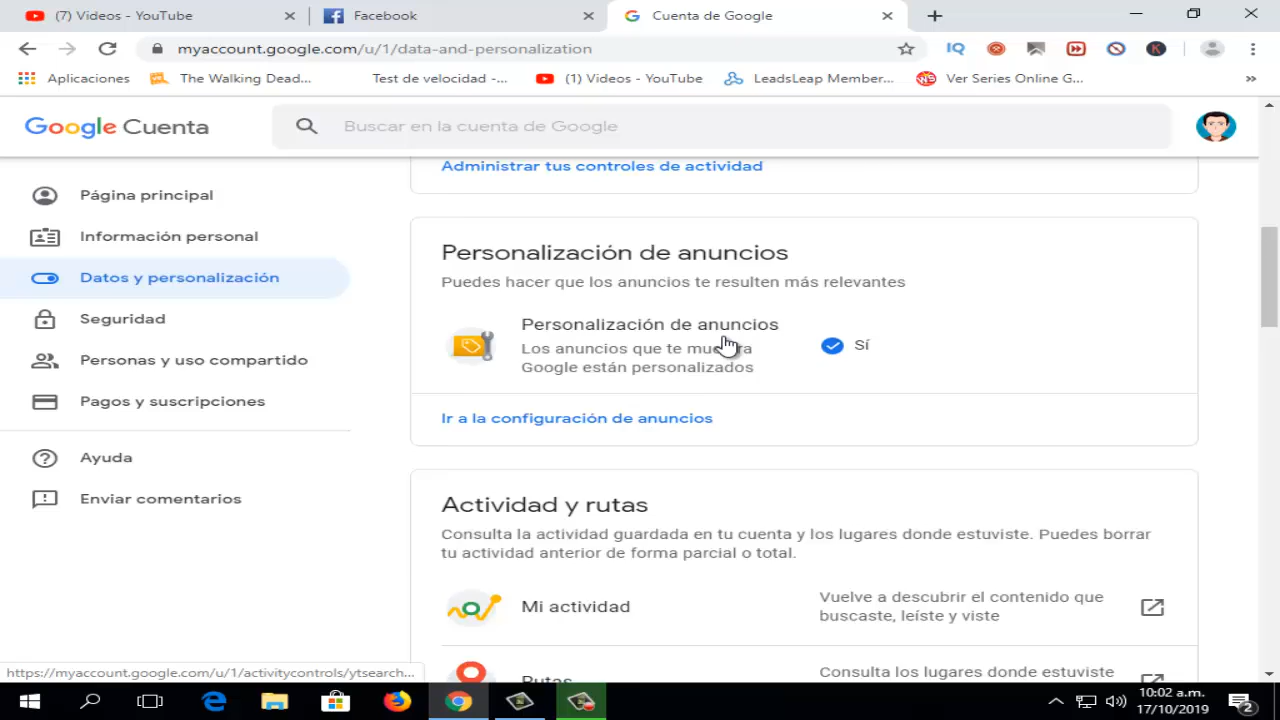 (7) Videos - YouTube
Facebook
Cuenta de Google
myaccount.google.com/u/1/data-and-personalization
IQ
K
Aplicaciones
The Walking Dead...
Test de velocidad -...
(1) Videos - YouTube
LeadsLeap Member...
WS
Ver Series Online G...
»
Google Cuenta
Buscar en la cuenta de Google
Página principal
Información personal
Datos y personalización
Seguridad
Personas y uso compartido
Pagos y suscripciones
Ayuda
Enviar comentarios
Administrar tus controles de actividad
Personalización de anuncios
Puedes hacer que los anuncios te resulten más relevantes
Personalización de anuncios
Los anuncios que te
Google están personalizados
Sí
Ir a la configuración de anuncios
Actividad y rutas
Consulta la actividad guardada en tu cuenta y los lugares donde estuviste. Puedes borrar
tu actividad anterior de forma parcial o total.
Mi actividad
Vuelve a descubrir el contenido que
buscaste, leíste y viste
Rutas
Consulta los lugares donde estuviste
https://myaccount.google.com/u/1/activitycontrols/ytsearch...
10:02 a.m.
17/10/2019
2